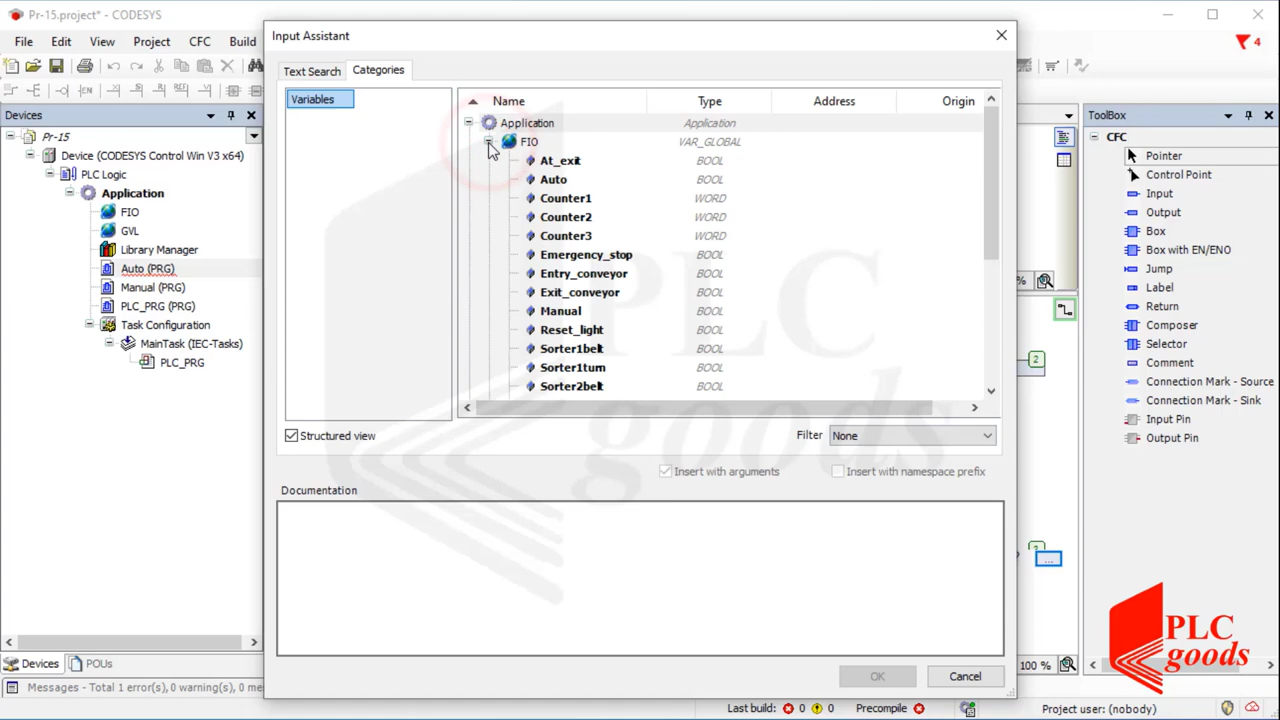 Pr-15.project* - CODESYS
File Edit View Project CFC Build
4
Devices
Pr-15
Device (CODESYS Control Win V3 x64)
PLC Logic
Application
FIO
GVL
Library Manager
Auto (PRG)
Manual (PRG)
PLC_PRG (PRG)
Task Configuration
MainTask (IEC-Tasks)
PLC_PRG
Devices POUs
Messages - Total 1 error(s), 0 warning(s), 0 me
Input Assistant
Text Search Categories
Variables
Name Type Address Origin
Application Application
FIO VAR_GLOBAL
At_exit BOOL
Auto BOOL
Counter1 WORD
Counter2 WORD
Counter3 WORD
Emergency_stop BOOL
Entry_conveyor BOOL
Exit_conveyor BOOL
Manual BOOL
Reset_light BOOL
Sorter1belt BOOL
Sorter1turn BOOL
Sorter2belt BOOL
Structured view
Filter None
Insert with arguments Insert with namespace prefix
Documentation
OK Cancel
%
2
...
100 %
ToolBox
CFC
Pointer
Control Point
Input
Output
Box
Box with EN/ENO
Jump
Label
Return
Composer
Selector
Comment
Connection Mark - Source
Connection Mark - Sink
Input Pin
Output Pin
PLC
goods
PLC
goods
Last build: 0 0 Precompile
Project user: (nobody)